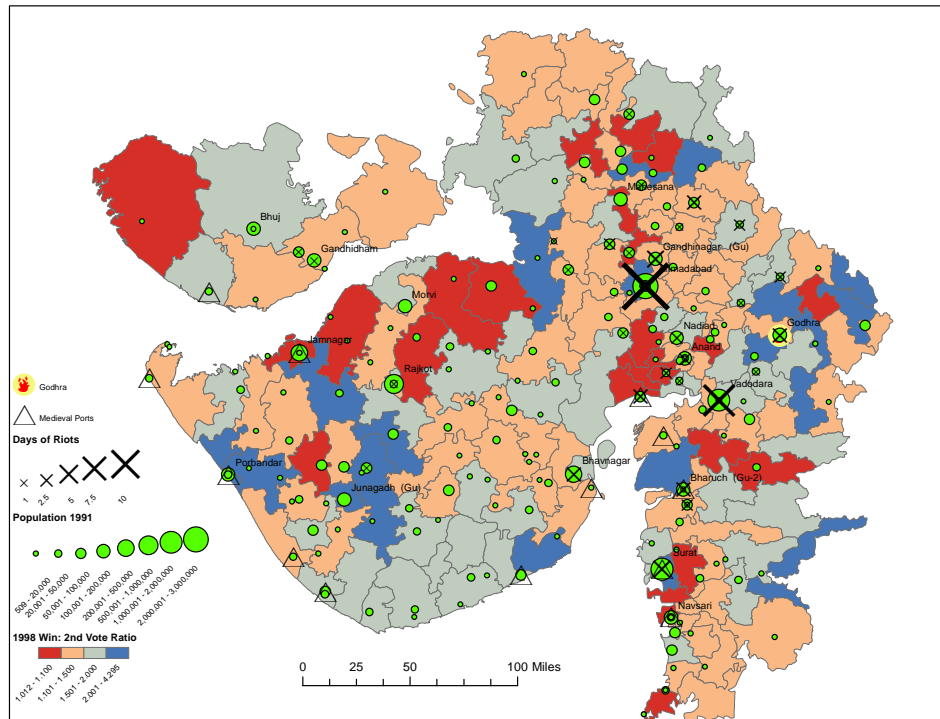 Bhuj
Gandhidham
Mahesana
Gandhinagar (Gu)
Ahmadabad
Morvi
Jamnagar
Rajkot
Nadiad
Anand
Godhra
Vadodara
Porbandar
Junagadh (Gu)
Bhavnagar
Bharuch (Gu-2)
Surat
Navsari
Godhra
Medieval Ports
Days of Riots
1 2.5 5 7.5 10
Population 1991
509 - 20,000
20,001 - 50,000
50,001 - 100,000
100,001 - 200,000
200,001 - 500,000
500,001 - 1,000,000
1,000,001 - 2,000,000
2,000,001 - 3,000,000
1998 Win: 2nd Vote Ratio
1.012 - 1.100
1.101 - 1.500
1.501 - 2.000
2.001 - 4.295
0 25 50 100 Miles